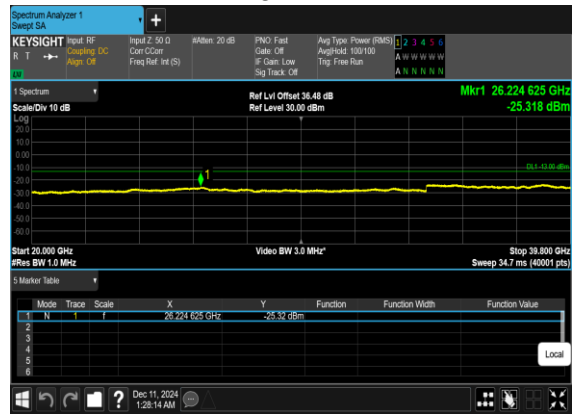 Spectrum Analyzer 1
Swept SA
KEYSIGHT
R T
Input: RF
Coupling: DC
Align: Off
Input Z: 50 Ω
Corr CCorr
Freq Ref: Int (S)
#Atten: 20 dB
PNO: Fast
Gate: Off
IF Gain: Low
Sig Track: Off
Avg Type: Power (RMS)
Avg|Hold: 100/100
Trig: Free Run
1 2 3 4 5 6
A W W W W W
A N N N N N
1 Spectrum
Scale/Div 10 dB
Ref Lvl Offset 36.48 dB
Ref Level 30.00 dBm
Mkr1 26.224 625 GHz
-25.318 dBm
Log
20.0
10.0
0.00
-10.0
-20.0
-30.0
-40.0
-50.0
-60.0
1
DL1 -13.00 dBm
Start 20.000 GHz
#Res BW 1.0 MHz
Video BW 3.0 MHz*
Stop 39.800 GHz
Sweep 34.7 ms (40001 pts)
5 Marker Table
Mode Trace Scale X Y Function Function Width Function Value
1 N 1 f 26.224 625 GHz -25.32 dBm
2
3
4
5
6
Local
? Dec 11, 2024
1:28:14 AM